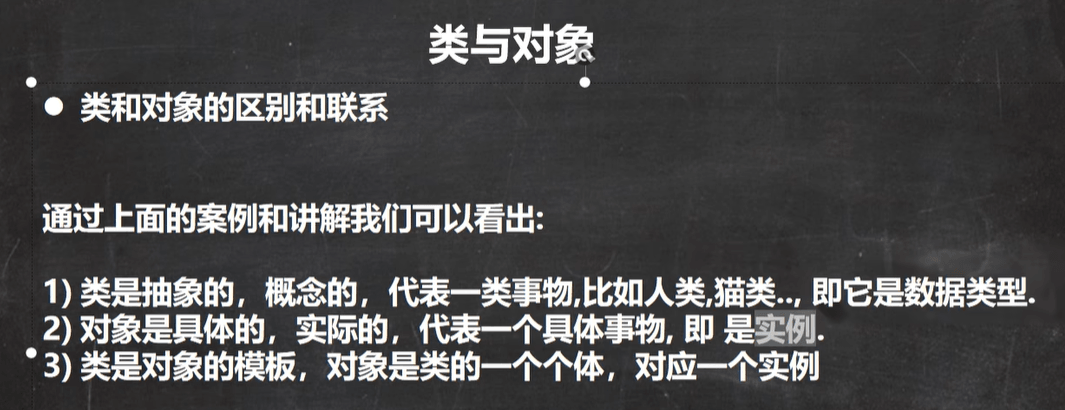 类与对象
● 类和对象的区别和联系
通过上面的案例和讲解我们可以看出:
1) 类是抽象的，概念的，代表一类事物,比如人类,猫类.., 即它是数据类型.
2) 对象是具体的，实际的，代表一个具体事物, 即 是实例.
3) 类是对象的模板，对象是类的一个个体，对应一个实例